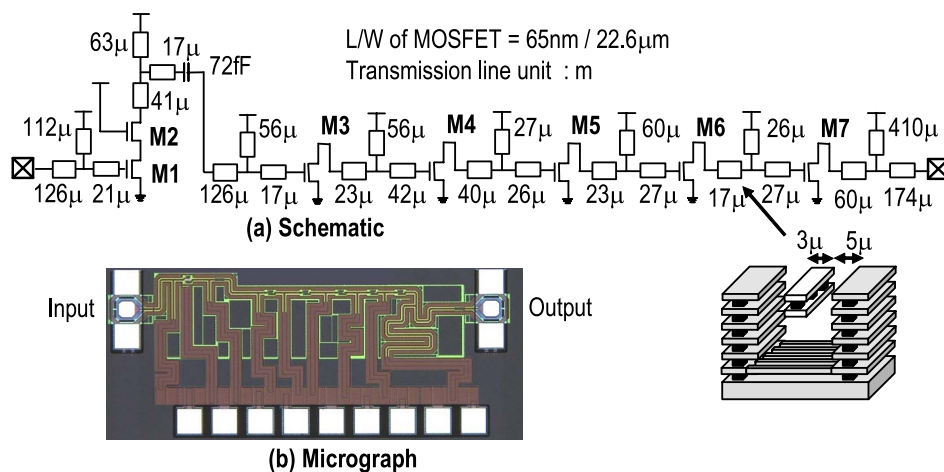 63μ
17μ
72fF
L/W of MOSFET = 65nm / 22.6μm
Transmission line unit : m
41μ
112μ
M2
M1
126μ
21μ
56μ
M3
56μ
M4
27μ
M5
60μ
M6
26μ
M7
410μ
126μ
17μ
23μ
42μ
40μ
26μ
23μ
27μ
17μ
27μ
60μ
174μ
(a) Schematic
3μ
5μ
Input
Output
(b) Micrograph